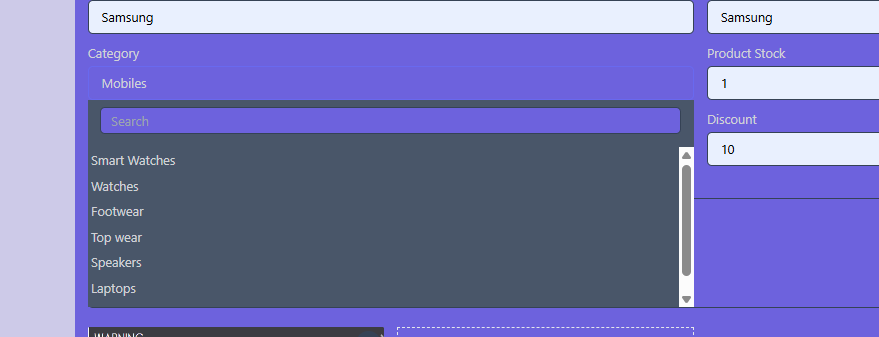 Samsung
Samsung
Category
Product Stock
Mobiles
1
Search
Discount
10
Smart Watches
Watches
Footwear
Top wear
Speakers
Laptops
WARNING